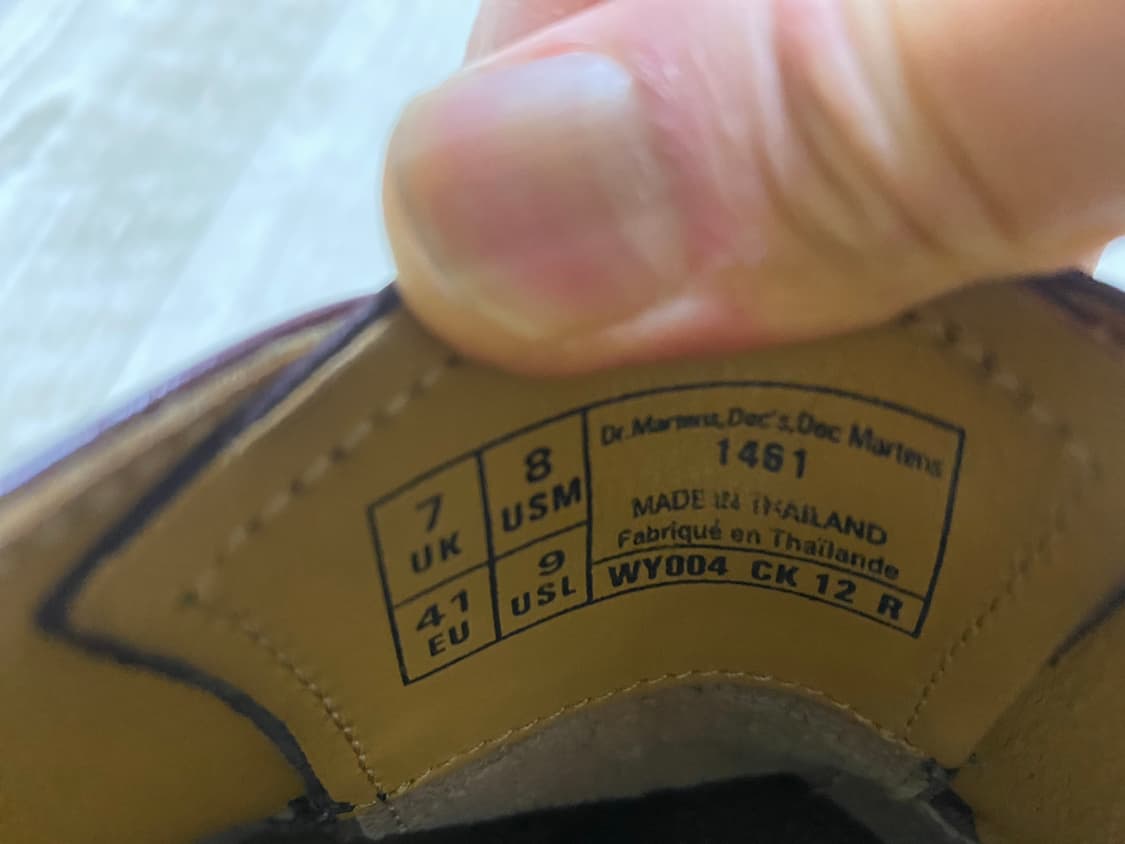 7
UK
8
USM
41
EU
9
USL
Dr.Martens,Doc's,Doc Martens
1461
MADE IN THAILAND
Fabriqué en Thaïlande
WY004 CK 12 R